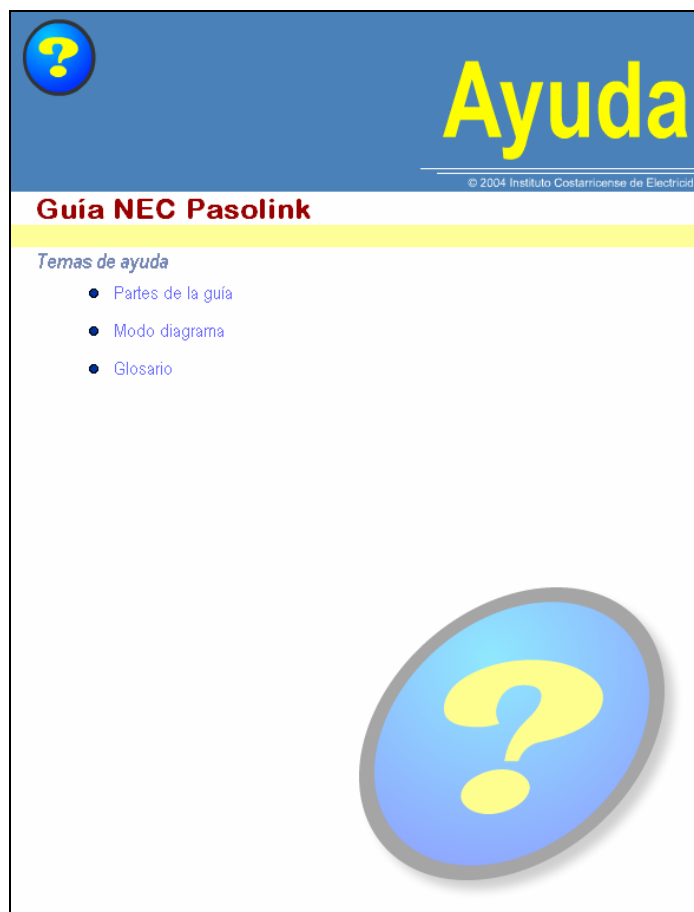 Ayuda
© 2004 Instituto Costarricense de Electricid
Guía NEC Pasolink
Temas de ayuda
Partes de la guía
Modo diagrama
Glosario